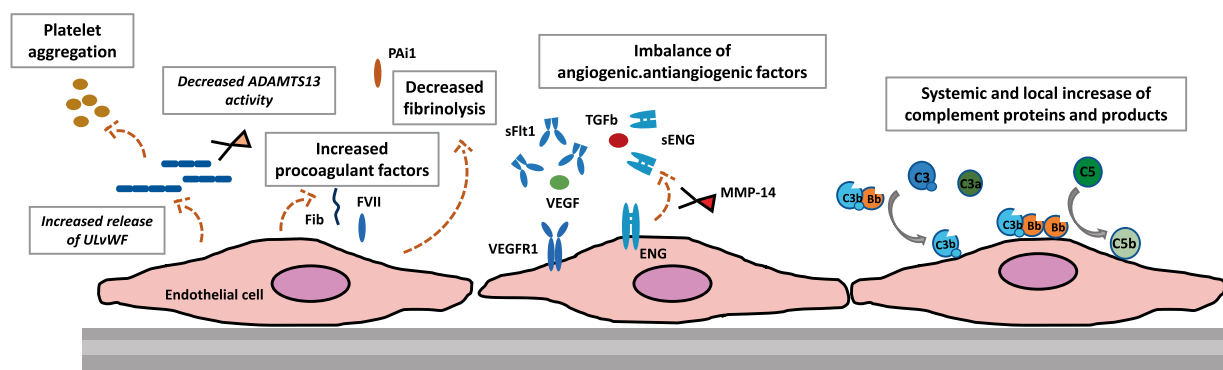 Platelet
aggregation
Decreased ADAMTS13
activity
PAi1
Decreased
fibrinolysis
Increased
procoagulant factors
Increased release
of ULvWF
Fib
FVII
Endothelial cell
Imbalance of
angiogenic.antiangiogenic factors
sFlt1
TGFb
sENG
VEGF
MMP-14
VEGFR1
ENG
Systemic and local incresase of
complement proteins and products
C3b
Bb
C3
C3a
C5
C3b
C3b
Bb
Bb
C5b